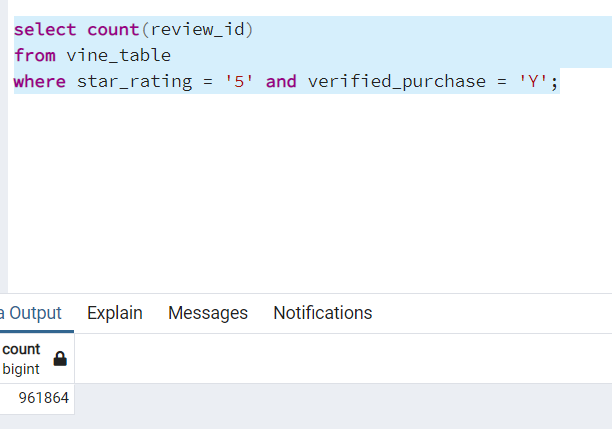 select count(review_id)
from vine_table
where star_rating = '5' and verified_purchase = 'Y';
a Output Explain Messages Notifications
count
bigint
961864